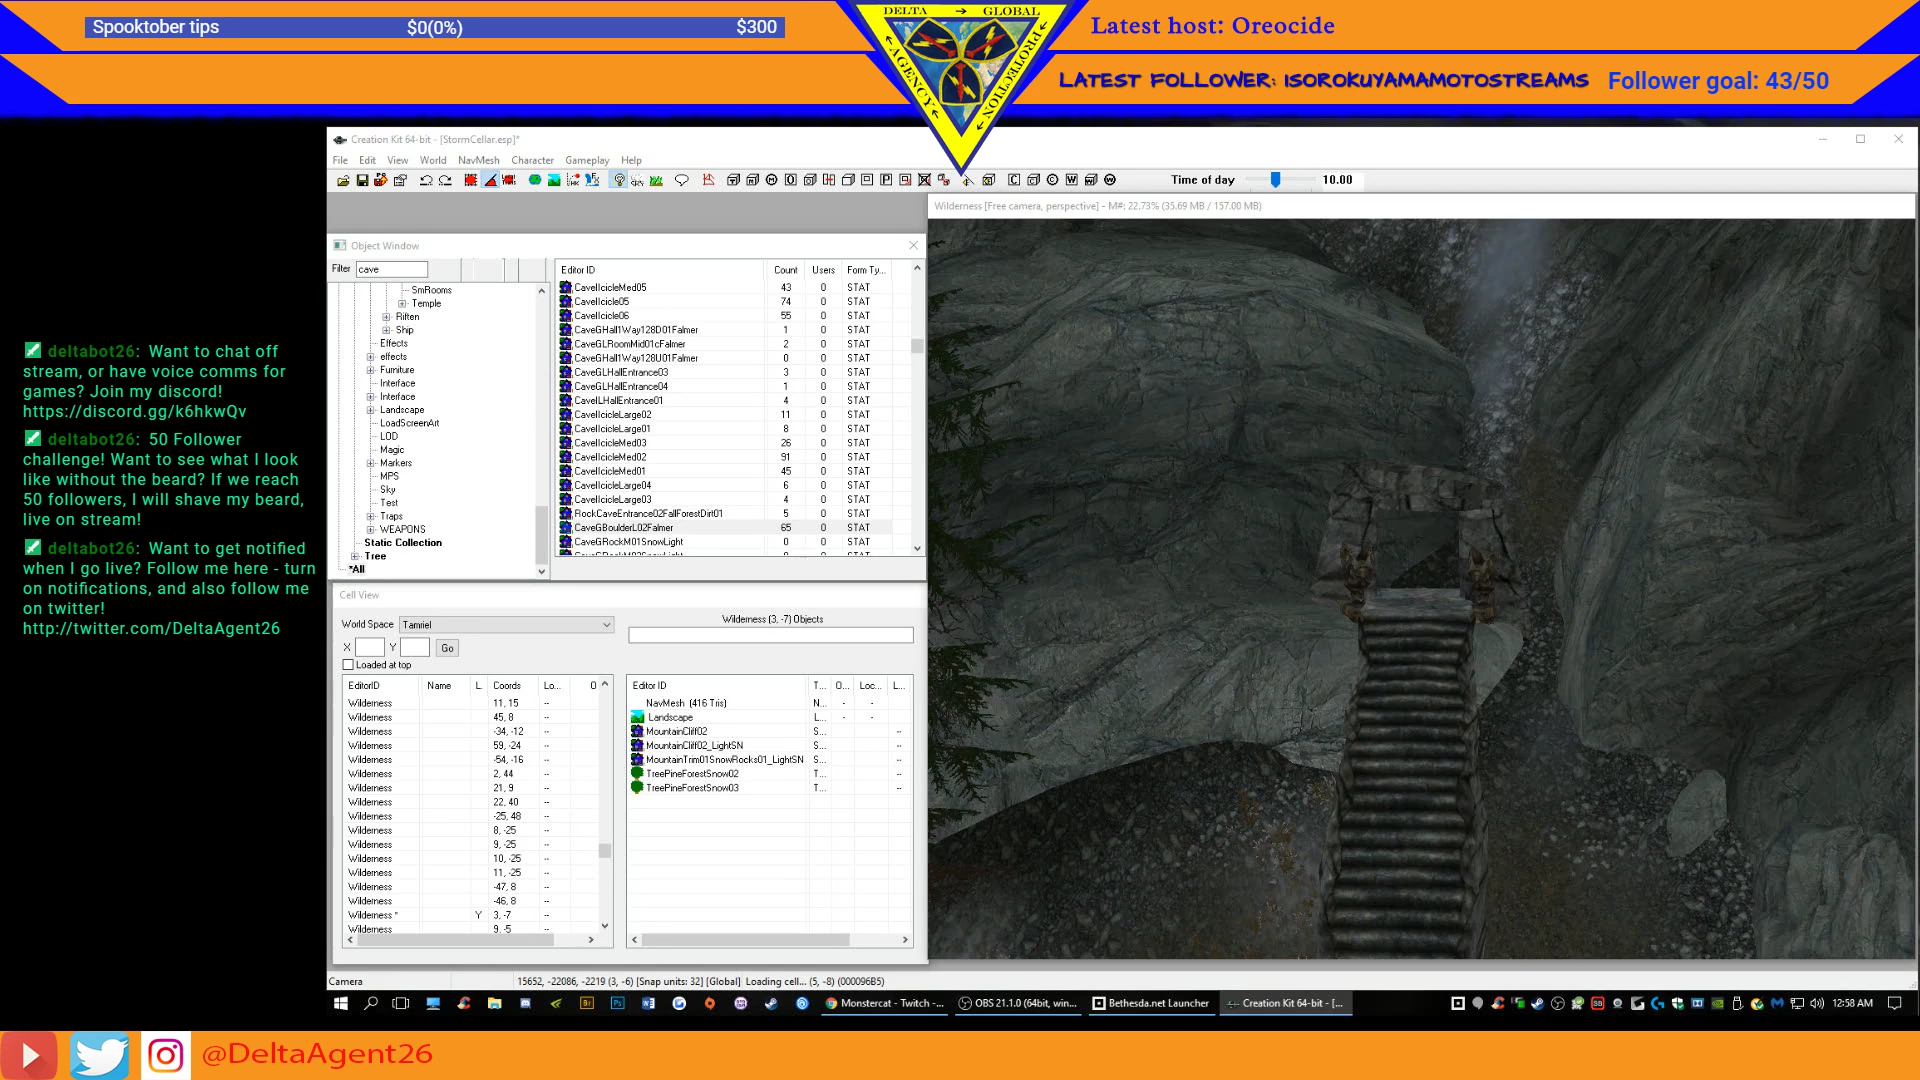 Spooktober tips $0(0%) $300
DELTA → GLOBAL
PROTECTION
AGENCY
Latest host: Oreocide
LATEST FOLLOWER: ISOROKUYAMAMOTOSTREAMS
Follower goal: 43/50
Creation Kit 64-bit - [StormCellar.esp]*
File Edit View World NavMesh Character Gameplay Help
Time of day 10.00
Wilderness [Free camera, perspective] - M#: 22.73% (35.69 MB / 157.00 MB)
Object Window
Filter cave
SmRooms
Temple
Riften
Ship
Effects
effects
Furniture
Interface
Interface
Landscape
LoadScreenArt
LOD
Magic
Markers
MPS
Sky
Test
Traps
WEAPONS
Static Collection
Tree
*All
Editor ID Count Users Form Ty...
CaveIcicleMed05 43 0 STAT
CaveIcicle05 74 0 STAT
CaveIcicle06 55 0 STAT
CaveGHall1Way128D01Falmer 1 0 STAT
CaveGLRoomMid01cFalmer 2 0 STAT
CaveGHall1Way128U01Falmer 0 0 STAT
CaveGLHallEntrance03 3 0 STAT
CaveGLHallEntrance04 1 0 STAT
CaveILHallEntrance01 4 0 STAT
CaveIcicleLarge02 11 0 STAT
CaveIcicleLarge01 8 0 STAT
CaveIcicleMed03 26 0 STAT
CaveIcicleMed02 91 0 STAT
CaveIcicleMed01 45 0 STAT
CaveIcicleLarge04 6 0 STAT
CaveIcicleLarge03 4 0 STAT
RockCaveEntrance02FallForestDirt01 5 0 STAT
CaveGBoulderL02Falmer 65 0 STAT
CaveGRockM01SnowLight 0 0 STAT
Cell View
World Space Tamriel
X Y Go
Loaded at top
Wilderness (3, -7) Objects
EditorID Name L. Coords Lo... O
Wilderness 11, 15 --
Wilderness 45, 8 --
Wilderness -34, -12 --
Wilderness 59, -24 --
Wilderness -54, -16 --
Wilderness 2, 44 --
Wilderness 21, 9 --
Wilderness 22, 40 --
Wilderness -25, 48 --
Wilderness 8, -25 --
Wilderness 9, -25 --
Wilderness 10, -25 --
Wilderness 11, -25 --
Wilderness -47, 8 --
Wilderness -46, 8 --
Wilderness * Y 3, -7 --
Wilderness 9, -5 --
Editor ID T... O... Loc... L...
NavMesh (416 Tris) N... - -
Landscape L... - -
MountainCliff02 S... --
MountainCliff02_LightSN S...
MountainTrim01SnowRocks01_LightSN S... --
TreePineForestSnow02 T...
TreePineForestSnow03 T... --
Camera 15652, -22086, -2219 (3, -6) [Snap units: 32] [Global] Loading cell... (5, -8) (000096B5)
Monstercat - Twitch -... OBS 21.1.0 (64bit, win... Bethesda.net Launcher Creation Kit 64-bit - [... 12:58 AM
deltabot26: Want to chat off
stream, or have voice comms for
games? Join my discord!
https://discord.gg/k6hkwQv
deltabot26: 50 Follower
challenge! Want to see what I look
like without the beard? If we reach
50 followers, I will shave my beard,
live on stream!
deltabot26: Want to get notified
when I go live? Follow me here - turn
on notifications, and also follow me
on twitter!
http://twitter.com/DeltaAgent26
@DeltaAgent26